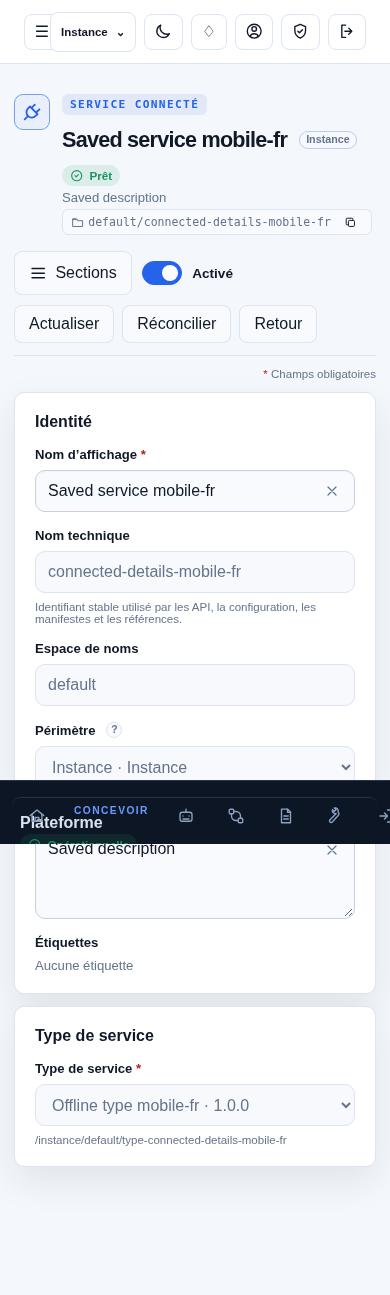 Instance
SERVICE CONNECTÉ
Saved service mobile-fr
Instance
Prêt
Saved description
default/connected-details-mobile-fr
Sections
Activé
Actualiser
Réconcilier
Retour
* Champs obligatoires
Identité
Nom d’affichage *
Saved service mobile-fr
Nom technique
connected-details-mobile-fr
Identifiant stable utilisé par les API, la configuration, les
manifestes et les références.
Espace de noms
default
Périmètre ?
Instance · Instance
CONCEVOIR
Plateforme
Saved description
Étiquettes
Aucune étiquette
Type de service
Type de service *
Offline type mobile-fr · 1.0.0
/instance/default/type-connected-details-mobile-fr